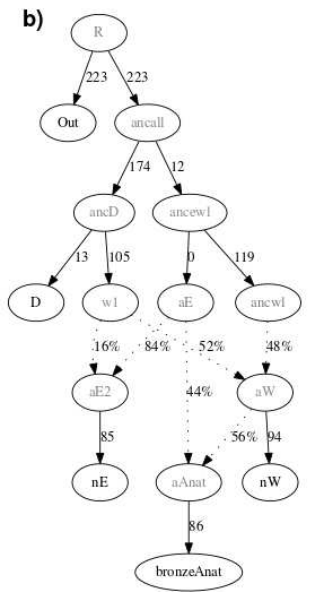 b)
R
223 223
Out ancall
174 12
ancD ancewl
13 105 0 119
D w1 aE ancwl
16% 84% 52% 48%
aE2 44% aW
85 56% 94
nE aAnat nW
86
bronzeAnat